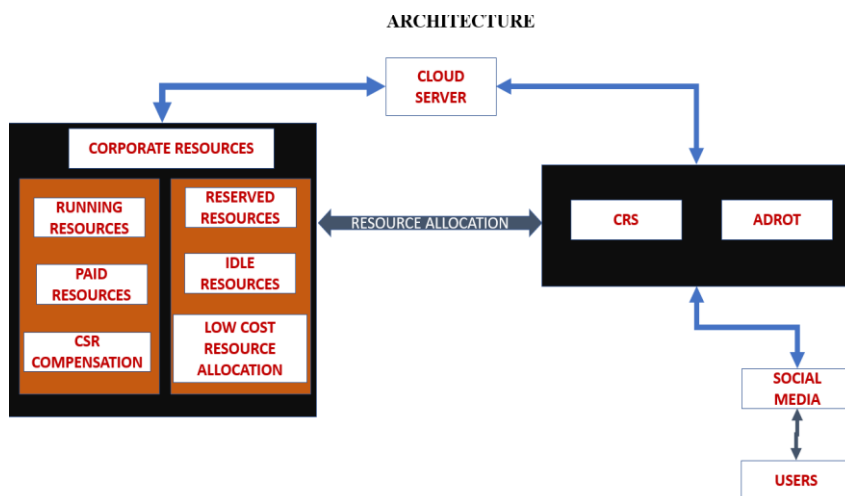 ARCHITECTURE
CLOUD
SERVER
CORPORATE RESOURCES
RUNNING
RESOURCES
PAID
RESOURCES
CSR
COMPENSATION
RESERVED
RESOURCES
IDLE
RESOURCES
LOW COST
RESOURCE
ALLOCATION
RESOURCE ALLOCATION
CRS
ADROT
SOCIAL
MEDIA
USERS